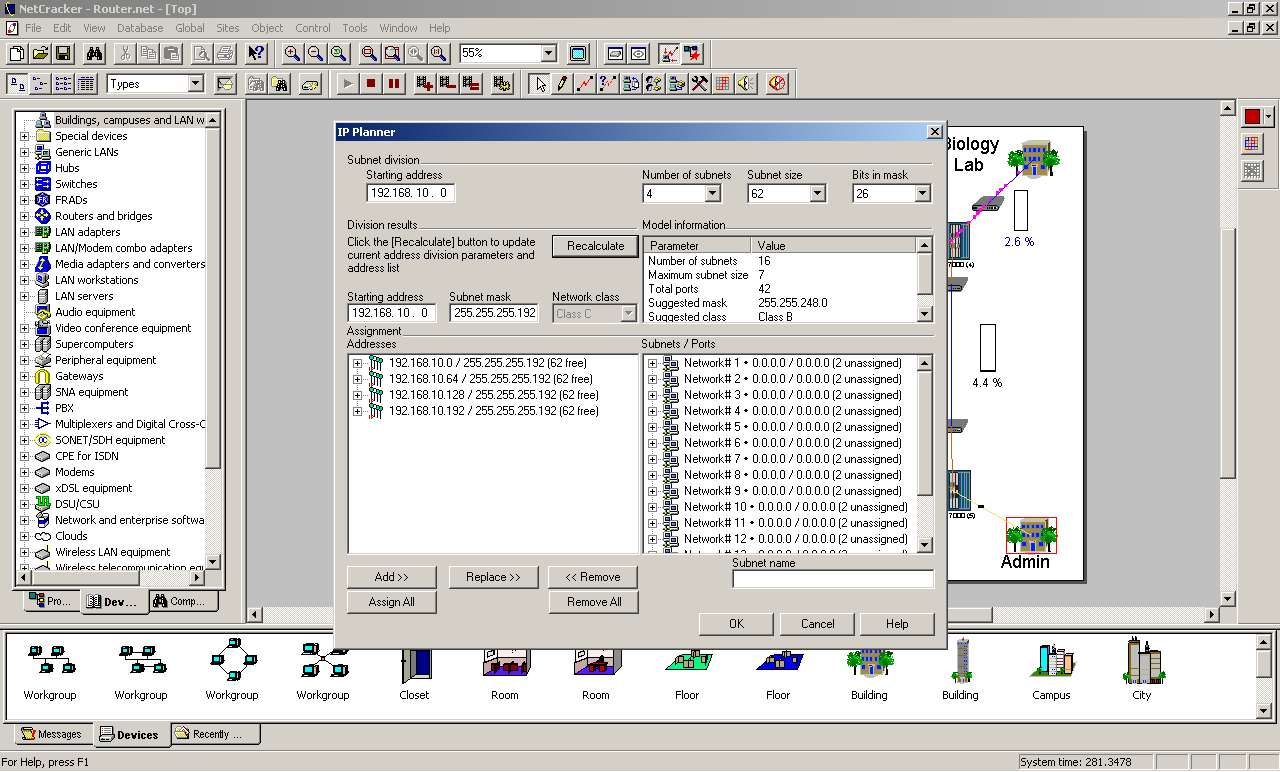 NetCracker - Router.net - [Top]
File Edit View Database Global Sites Object Control Tools Window Help
55%
Types
Buildings, campuses and LAN w
Special devices
Generic LANs
Hubs
Switches
FRADs
Routers and bridges
LAN adapters
LAN/Modem combo adapters
Media adapters and converters
LAN workstations
LAN servers
Audio equipment
Video conference equipment
Supercomputers
Peripheral equipment
Gateways
SNA equipment
PBX
Multiplexers and Digital Cross-C
SONET/SDH equipment
CPE for ISDN
Modems
xDSL equipment
DSU/CSU
Network and enterprise softwa
Clouds
Wireless LAN equipment
Wireless telecommunication equ
Pro... Dev... Comp...
IP Planner
Subnet division
Starting address
192.168. 10 . 0
Number of subnets Subnet size Bits in mask
4 62 26
Division results
Click the [Recalculate] button to update
current address division parameters and
address list
Recalculate
Starting address Subnet mask Network class
192.168. 10 . 0 255.255.255.192 Class C
Model information
Parameter Value
Number of subnets 16
Maximum subnet size 7
Total ports 42
Suggested mask 255.255.248.0
Suggested class Class B
Assignment
Addresses
192.168.10.0 / 255.255.255.192 (62 free)
192.168.10.64 / 255.255.255.192 (62 free)
192.168.10.128 / 255.255.255.192 (62 free)
192.168.10.192 / 255.255.255.192 (62 free)
Subnets / Ports
Network# 1 • 0.0.0.0 / 0.0.0.0 (2 unassigned)
Network# 2 • 0.0.0.0 / 0.0.0.0 (2 unassigned)
Network# 3 • 0.0.0.0 / 0.0.0.0 (2 unassigned)
Network# 4 • 0.0.0.0 / 0.0.0.0 (2 unassigned)
Network# 5 • 0.0.0.0 / 0.0.0.0 (2 unassigned)
Network# 6 • 0.0.0.0 / 0.0.0.0 (2 unassigned)
Network# 7 • 0.0.0.0 / 0.0.0.0 (2 unassigned)
Network# 8 • 0.0.0.0 / 0.0.0.0 (2 unassigned)
Network# 9 • 0.0.0.0 / 0.0.0.0 (2 unassigned)
Network# 10 • 0.0.0.0 / 0.0.0.0 (2 unassigned)
Network# 11 • 0.0.0.0 / 0.0.0.0 (2 unassigned)
Network# 12 • 0.0.0.0 / 0.0.0.0 (2 unassigned)
Add >> Replace >> << Remove
Assign All Remove All
Subnet name
OK Cancel Help
Biology
Lab
2.6 %
7000 (4)
4.4 %
7000 (5)
Admin
Workgroup Workgroup Workgroup Workgroup Closet Room Room Floor Floor Building Building Campus City
Messages Devices Recently ...
For Help, press F1
System time: 281.3478